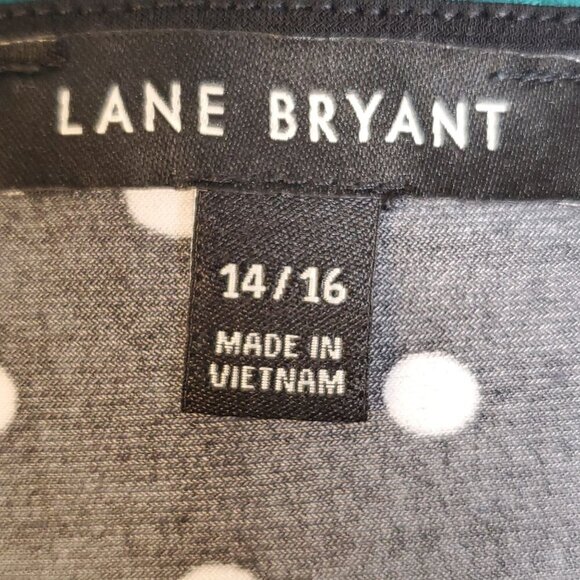 LANE BRYANT
14/16
MADE IN
VIETNAM